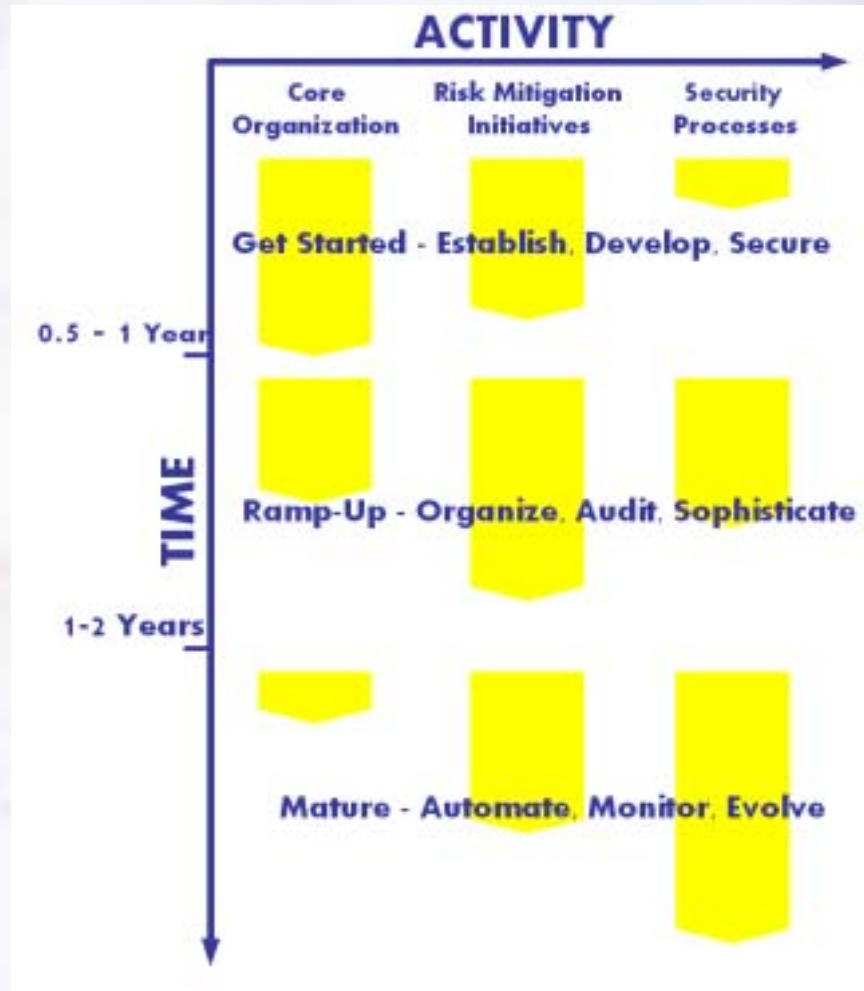 ACTIVITY
Core
Organization
Risk Mitigation
Initiatives
Security
Processes
Get Started - Establish, Develop, Secure
0.5 - 1 Year
TIME
Ramp-Up - Organize, Audit, Sophisticate
1-2 Years
Mature - Automate, Monitor, Evolve